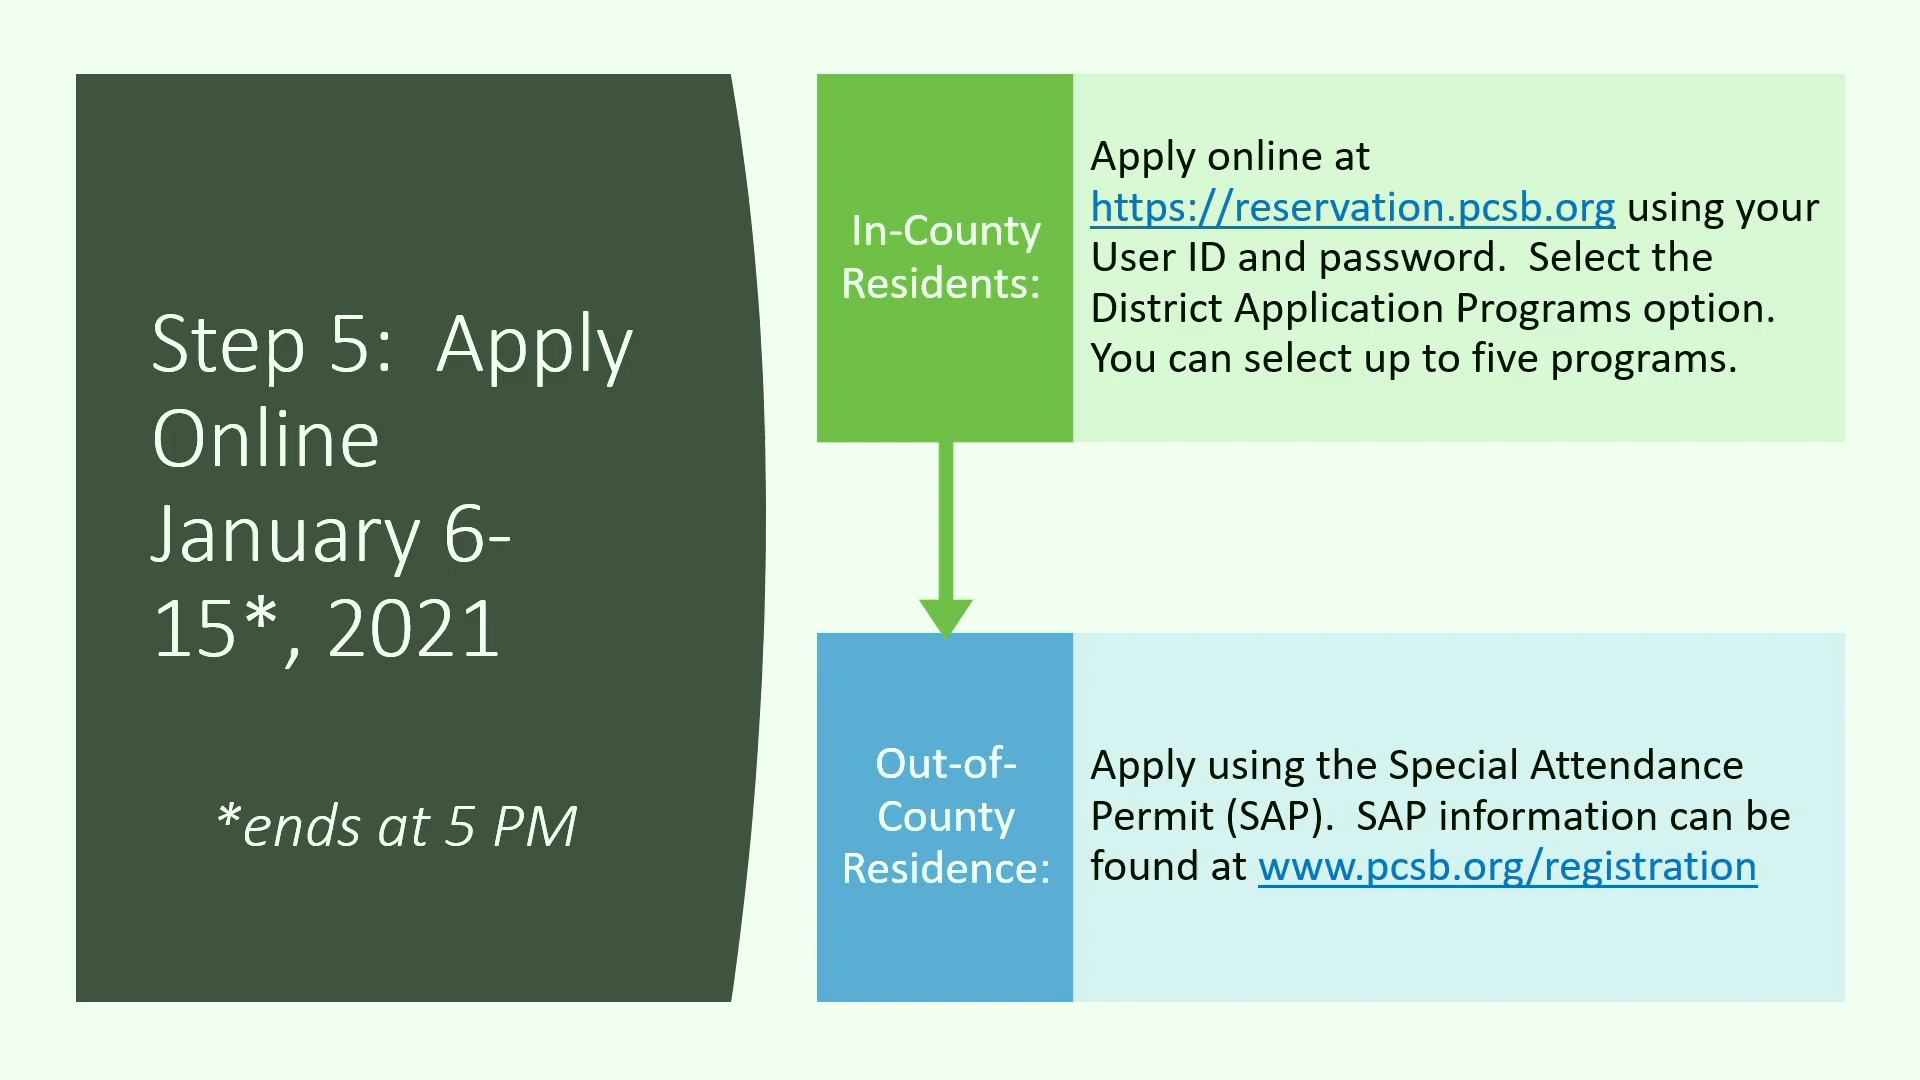 Step 5:  Apply
Online
January 6-
15*, 2021
*ends at 5 PM
In-County
Residents:
Apply online at
https://reservation.pcsb.org using your
User ID and password.  Select the
District Application Programs option.
You can select up to five programs.
Out-of-
County
Residence:
Apply using the Special Attendance
Permit (SAP).  SAP information can be
found at www.pcsb.org/registration